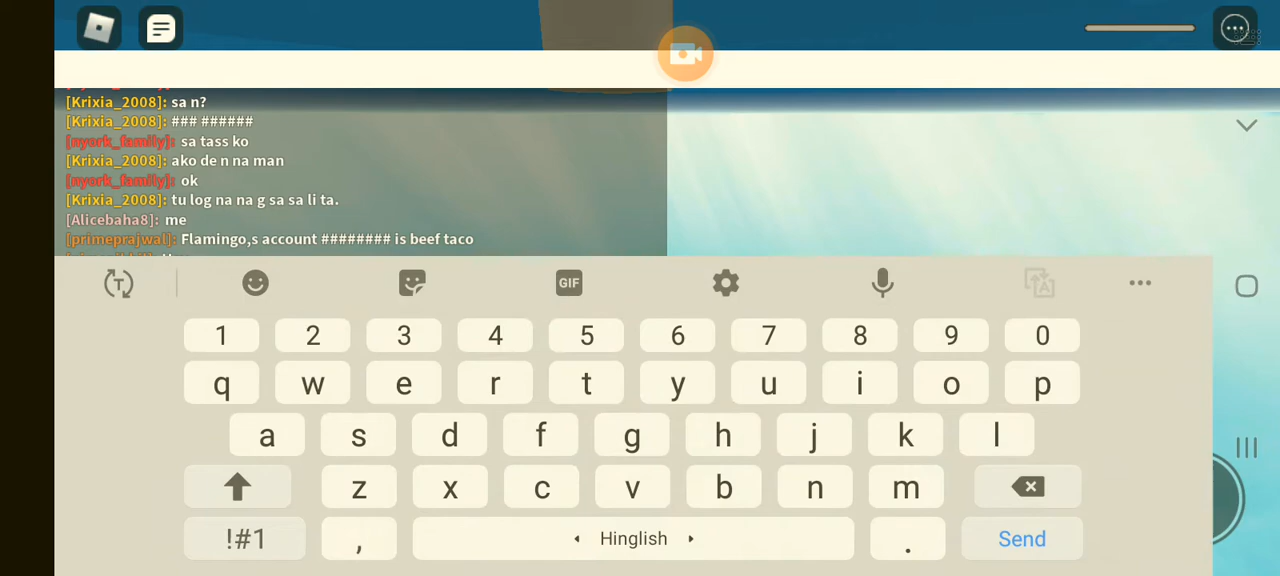 [Krixia_2008]: sa n?
[Krixia_2008]: ### ######
[nyork_family]: sa tass ko
[Krixia_2008]: ako de n na man
[nyork_family]: ok
[Krixia_2008]: tu log na na g sa sa li ta.
[Alicebaha8]: me
[primeprajwal]: Flamingo,s account ######## is beef taco
GIF
1 2 3 4 5 6 7 8 9 0
q w e r t y u i o p
a s d f g h j k l
z x c v b n m
!#1 , Hinglish . Send